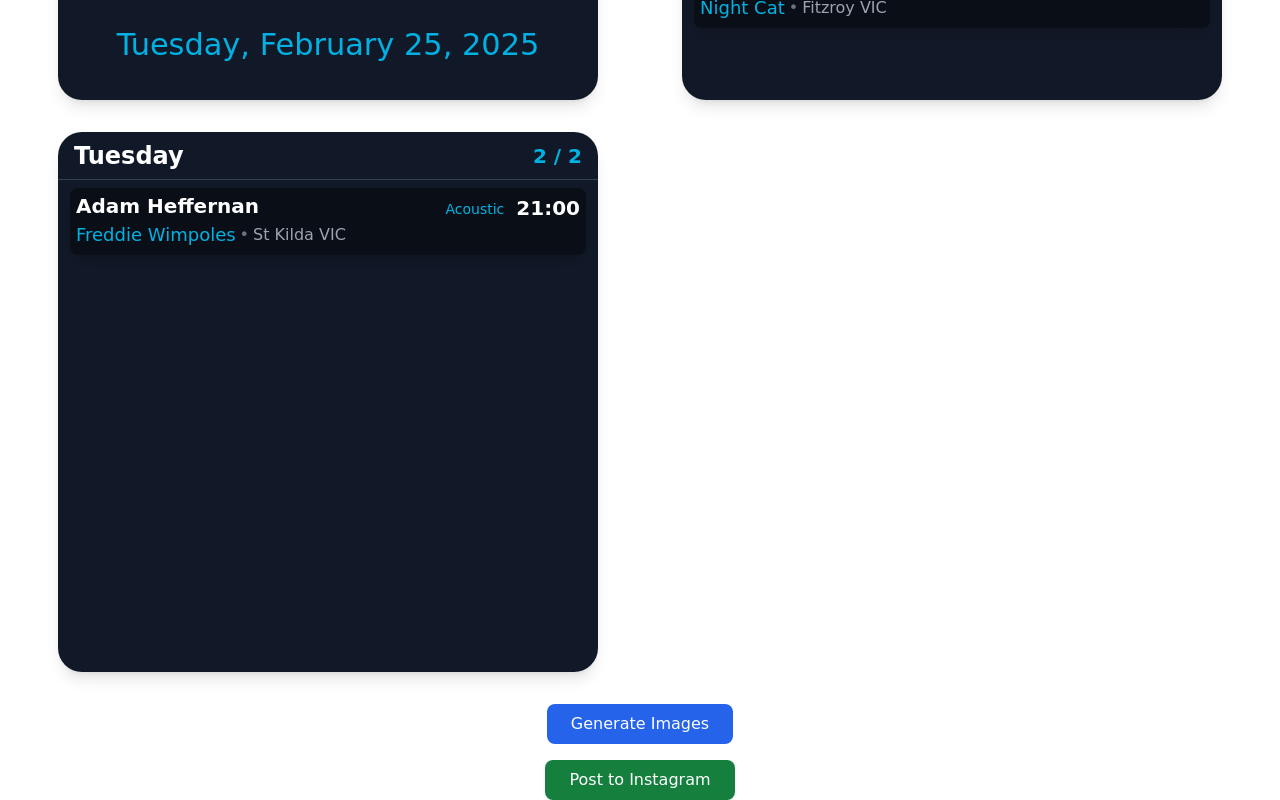 Tuesday, February 25, 2025
Night Cat • Fitzroy VIC
Tuesday
2 / 2
Adam Heffernan
Acoustic 21:00
Freddie Wimpoles • St Kilda VIC
Generate Images
Post to Instagram